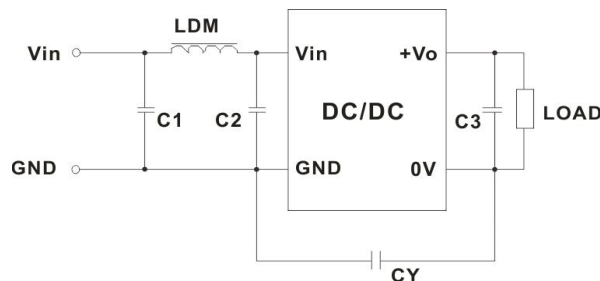 LDM
Vin
Vin
+Vo
C1
C2
DC/DC
C3
LOAD
GND
GND
0V
CY